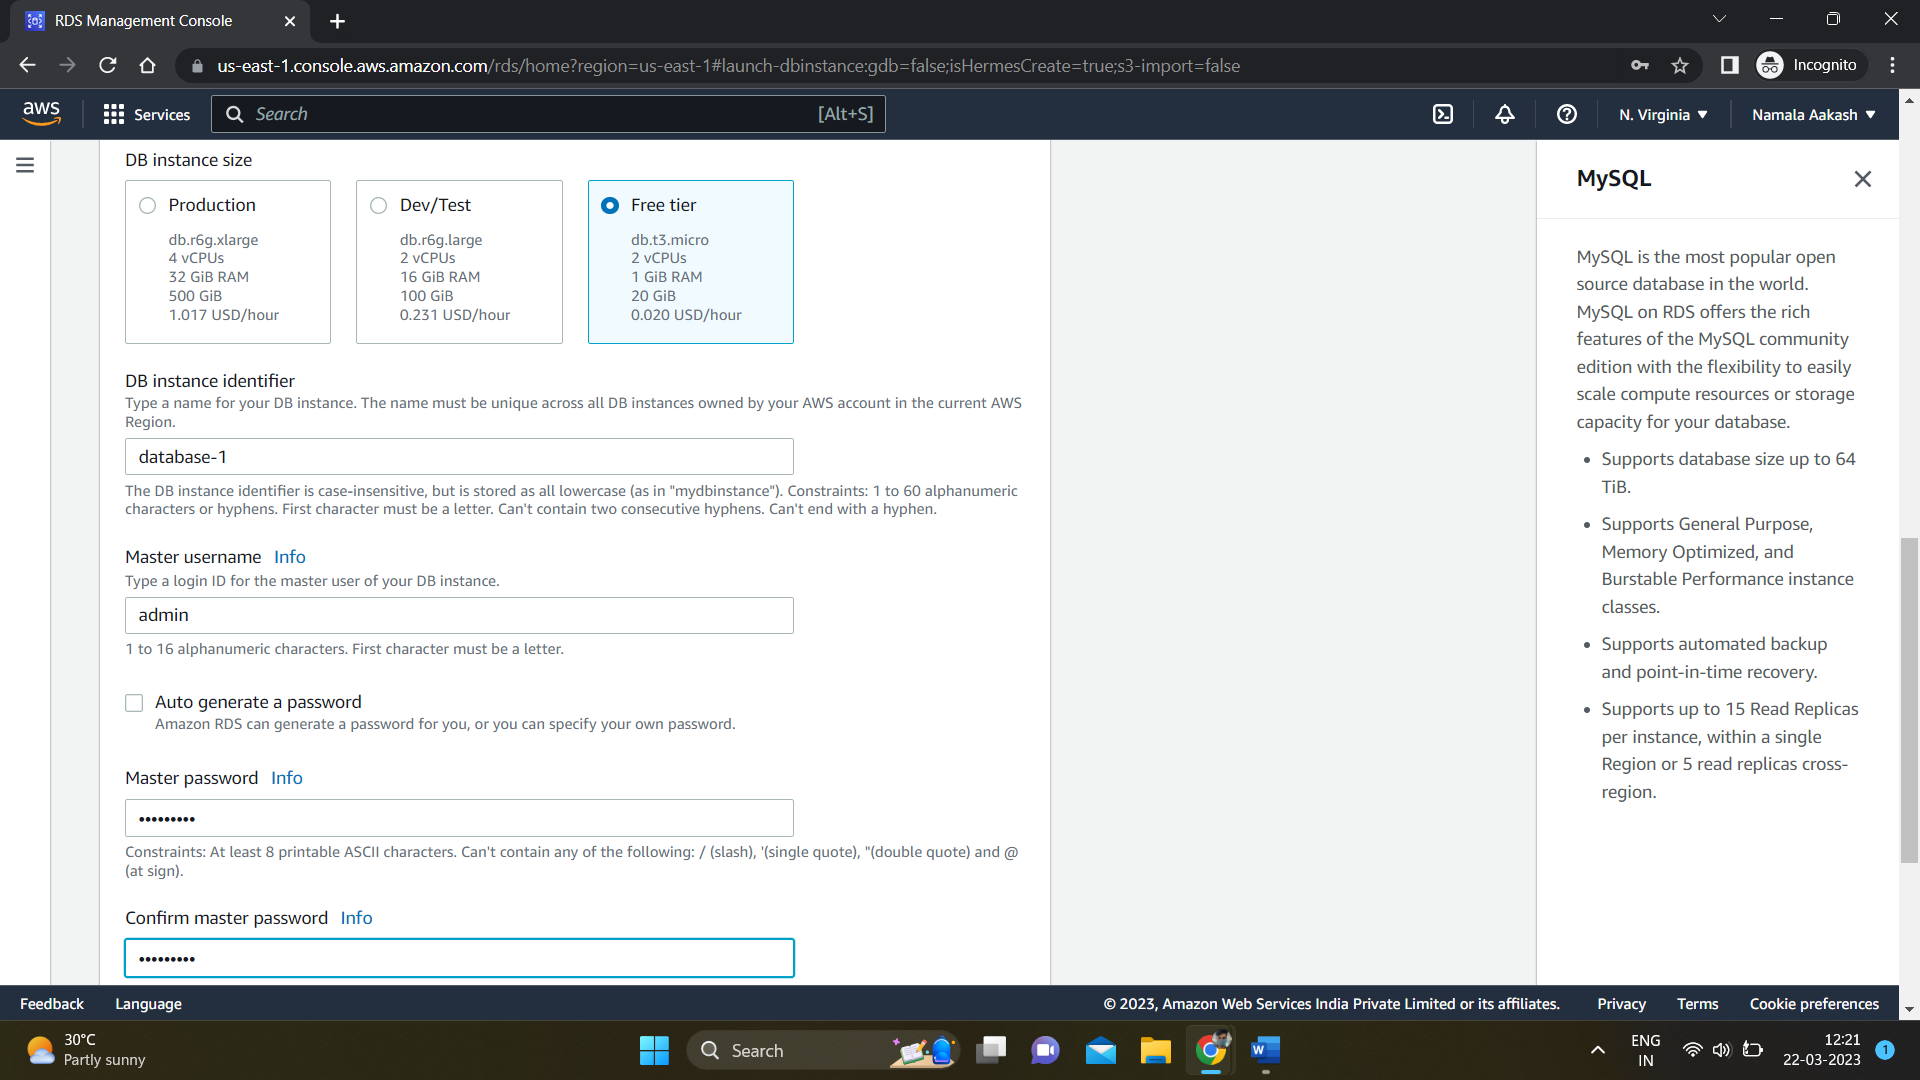 RDS Management Console
us-east-1.console.aws.amazon.com/rds/home?region=us-east-1#launch-dbinstance:gdb=false;isHermesCreate=true;s3-import=false
Incognito
aws
Services
Search
[Alt+S]
N. Virginia
Namala Aakash
DB instance size
Production
db.r6g.xlarge
4 vCPUs
32 GiB RAM
500 GiB
1.017 USD/hour
Dev/Test
db.r6g.large
2 vCPUs
16 GiB RAM
100 GiB
0.231 USD/hour
Free tier
db.t3.micro
2 vCPUs
1 GiB RAM
20 GiB
0.020 USD/hour
DB instance identifier
Type a name for your DB instance. The name must be unique across all DB instances owned by your AWS account in the current AWS
Region.
database-1
The DB instance identifier is case-insensitive, but is stored as all lowercase (as in "mydbinstance"). Constraints: 1 to 60 alphanumeric
characters or hyphens. First character must be a letter. Can't contain two consecutive hyphens. Can't end with a hyphen.
Master username Info
Type a login ID for the master user of your DB instance.
admin
1 to 16 alphanumeric characters. First character must be a letter.
Auto generate a password
Amazon RDS can generate a password for you, or you can specify your own password.
Master password Info
•••••••••
Constraints: At least 8 printable ASCII characters. Can't contain any of the following: / (slash), '(single quote), "(double quote) and @
(at sign).
Confirm master password Info
•••••••••
MySQL
MySQL is the most popular open
source database in the world.
MySQL on RDS offers the rich
features of the MySQL community
edition with the flexibility to easily
scale compute resources or storage
capacity for your database.
• Supports database size up to 64
TiB.
• Supports General Purpose,
Memory Optimized, and
Burstable Performance instance
classes.
• Supports automated backup
and point-in-time recovery.
• Supports up to 15 Read Replicas
per instance, within a single
Region or 5 read replicas cross-
region.
Feedback
Language
© 2023, Amazon Web Services India Private Limited or its affiliates.
Privacy
Terms
Cookie preferences
30°C
Partly sunny
Search
W
ENG
IN
12:21
22-03-2023
1